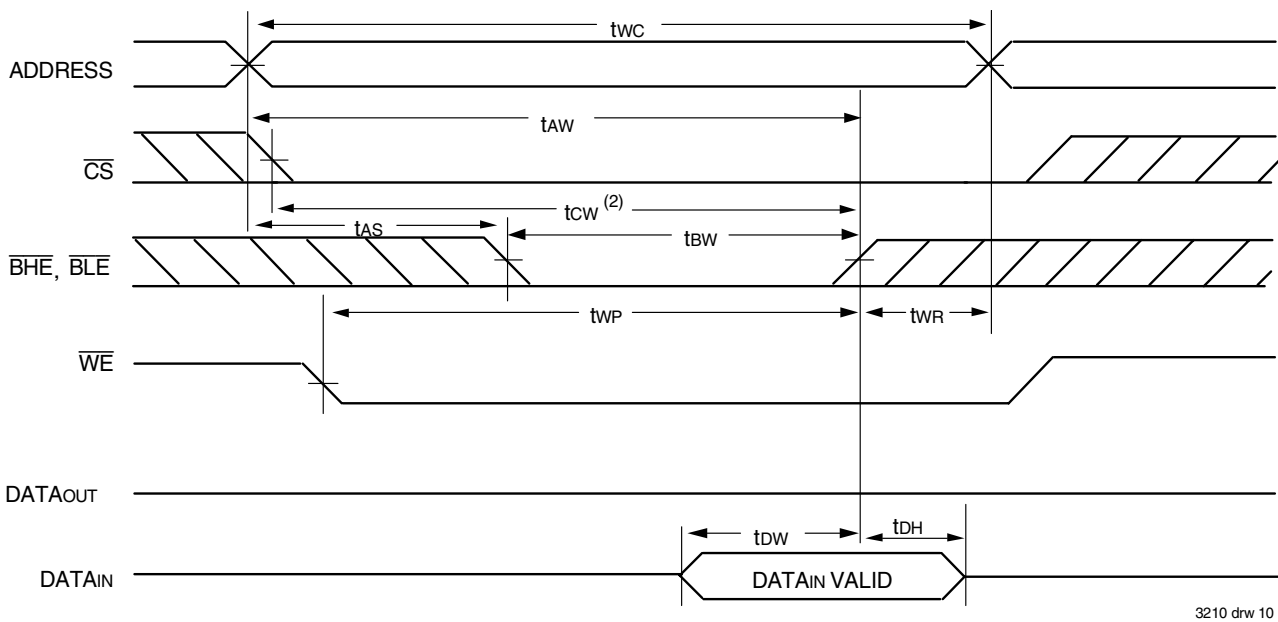 tWC
ADDRESS
tAW
CS
tCW (2)
tAS
tBW
BHE, BLE
tWP
tWR
WE
DATAOUT
tDW
tDH
DATAIN
DATAIN VALID
3210 drw 10